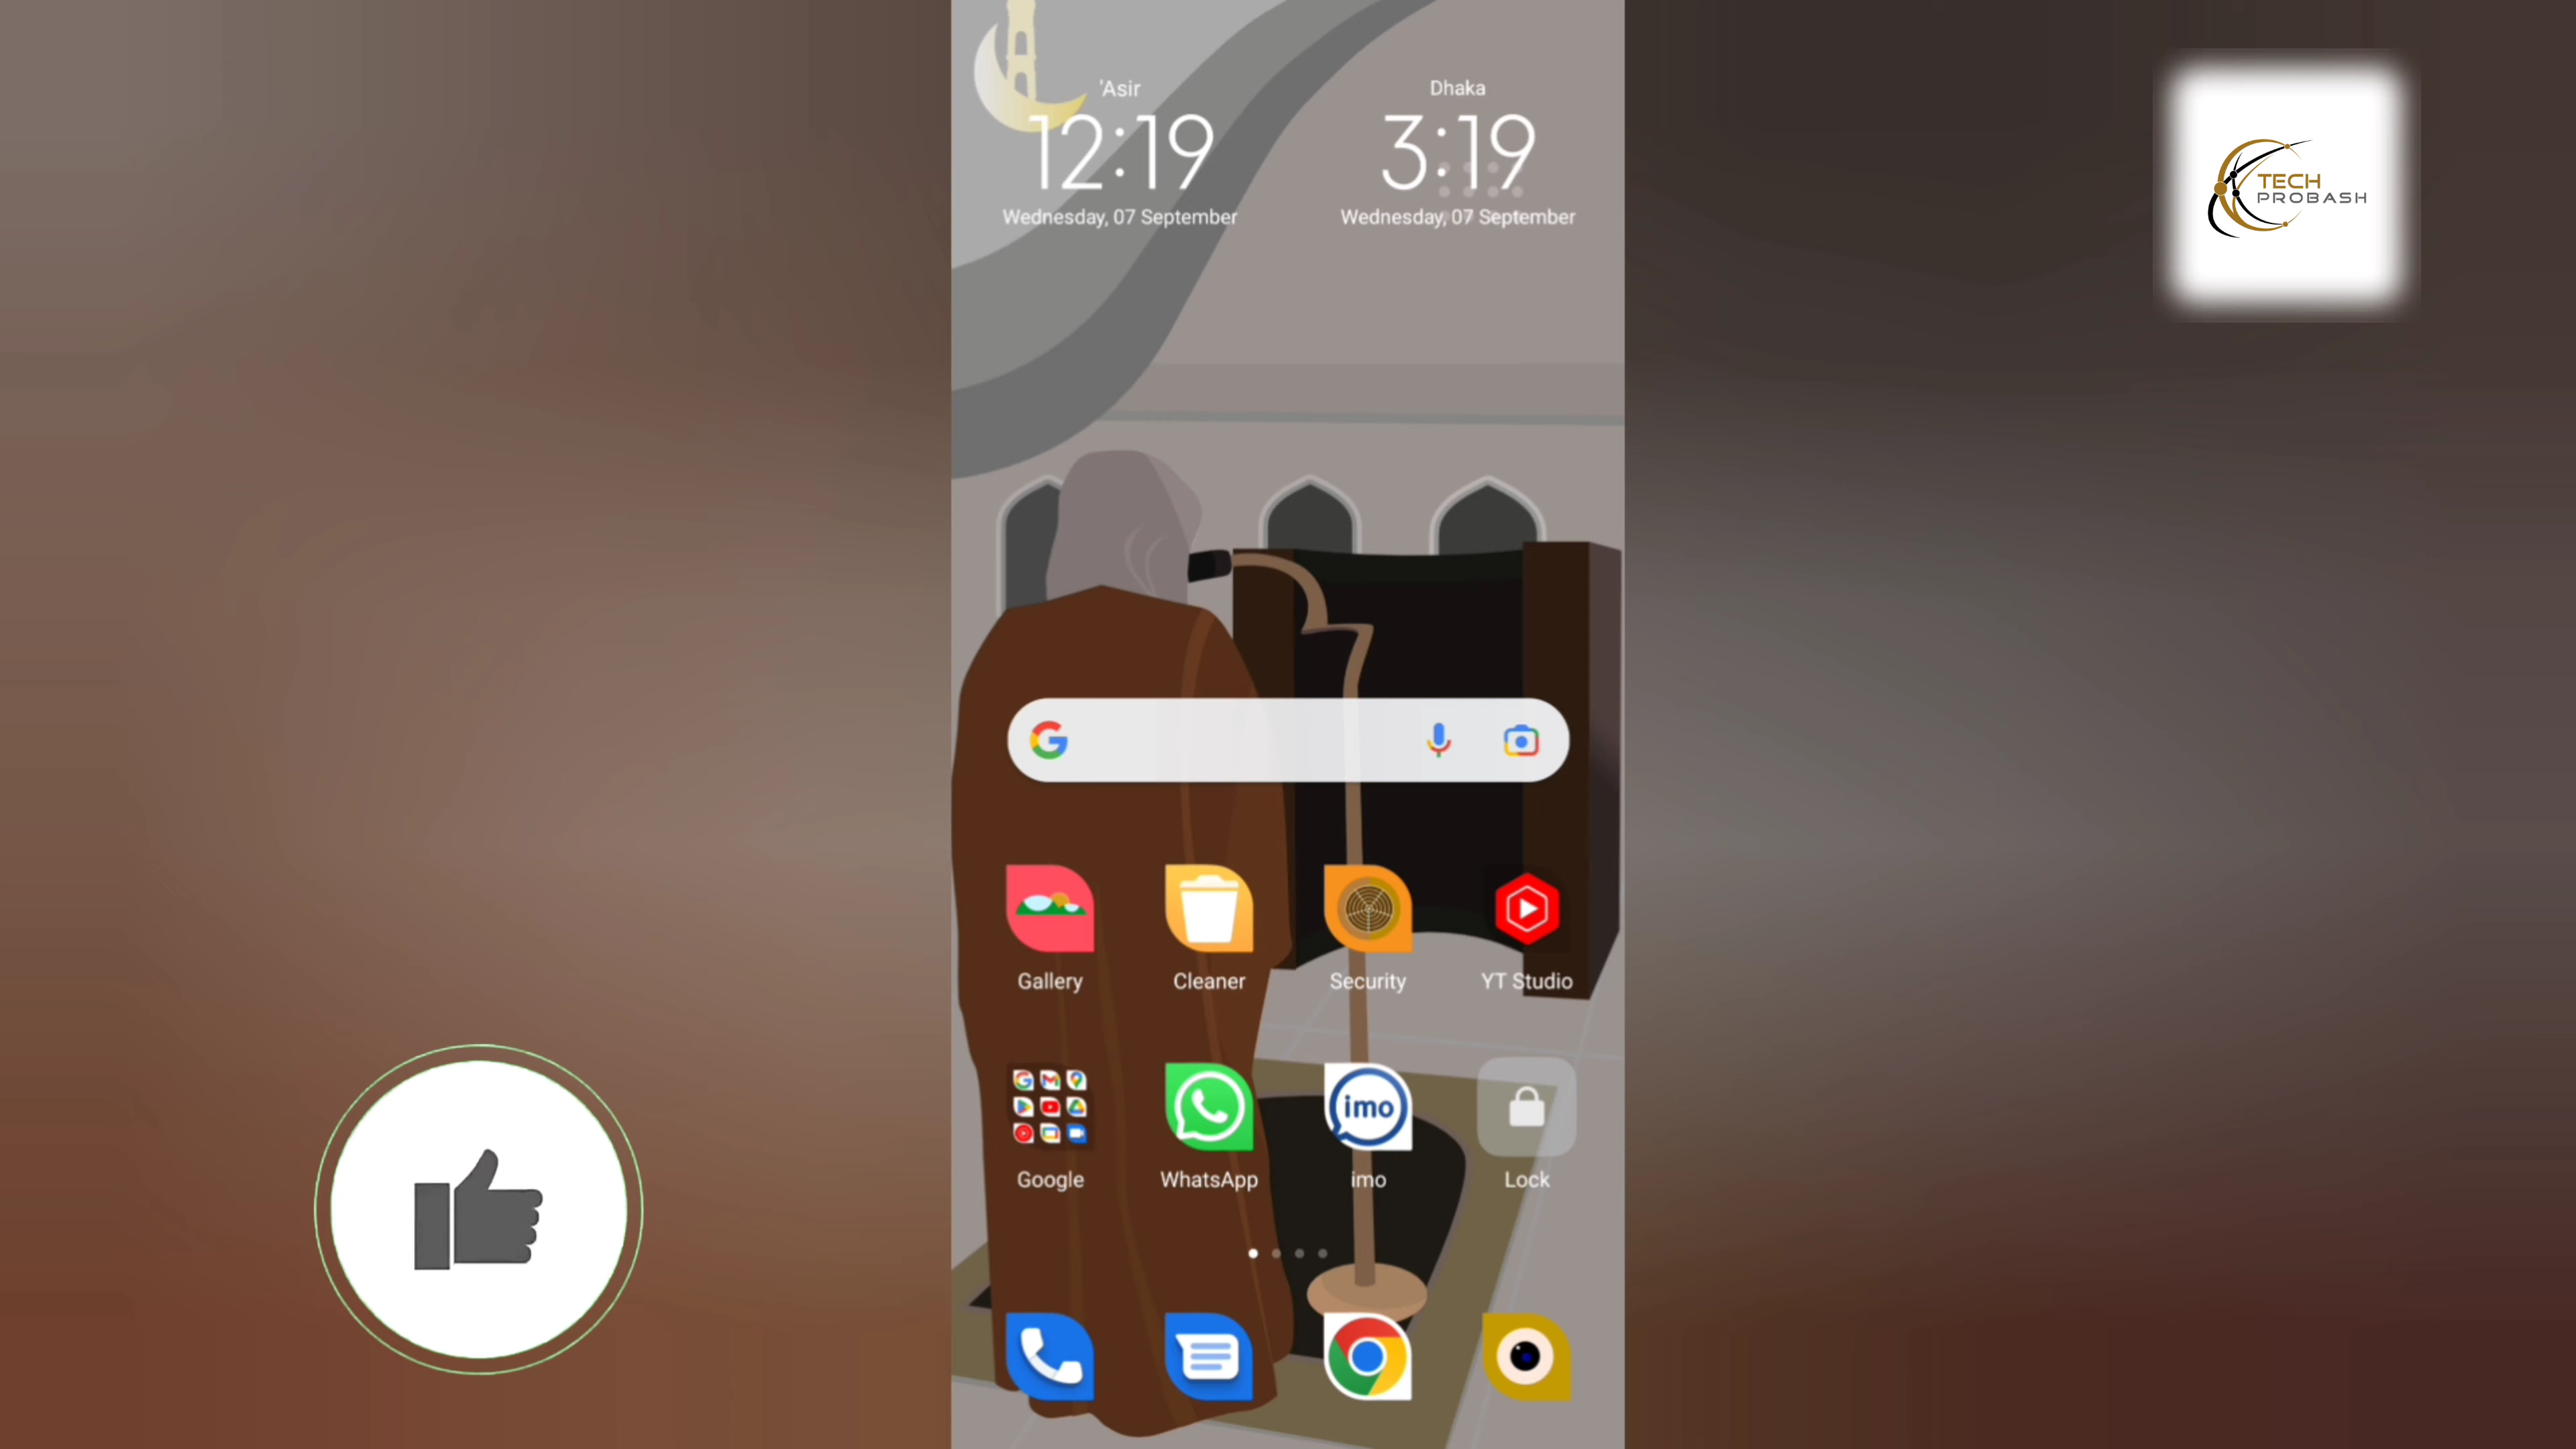 'Asir
12:19
Wednesday, 07 September
Dhaka
3:19
Wednesday, 07 September
TECH
PROBASH
Gallery
Cleaner
Security
YT Studio
Google
WhatsApp
imo
imo
Lock